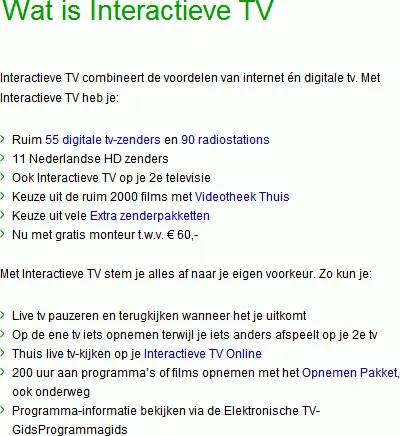 Wat is Interactieve TV
Interactieve TV combineert de voordelen van internet én digitale tv. Met
Interactieve TV heb je:
Ruim 55 digitale tv-zenders en 90 radiostations
11 Nederlandse HD zenders
Ook Interactieve TV op je 2e televisie
Keuze uit de ruim 2000 films met Videotheek Thuis
Keuze uit vele Extra zenderpakketten
Nu met gratis monteur t.w.v. € 60,-
Met Interactieve TV stem je alles af naar je eigen voorkeur. Zo kun je:
Live tv pauzeren en terugkijken wanneer het je uitkomt
Op de ene tv iets opnemen terwijl je iets anders afspeelt op je 2e tv
Thuis live tv-kijken op je Interactieve TV Online
200 uur aan programma's of films opnemen met het Opnemen Pakket,
ook onderweg
Programma-informatie bekijken via de Elektronische TV-
GidsProgrammagids